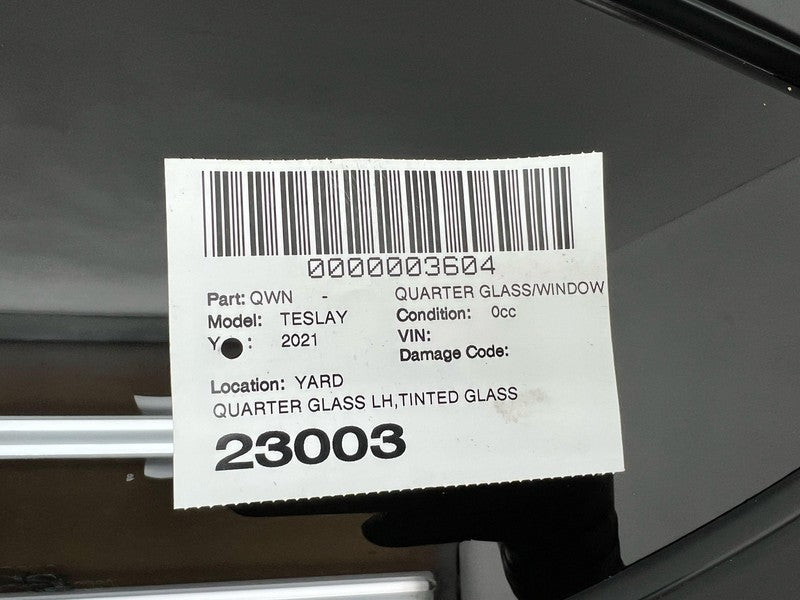 0000003604
Part: QWN - QUARTER GLASS/WINDOW
Model: TESLAY Condition: 0cc
Y : 2021 VIN:
Damage Code:
Location: YARD
QUARTER GLASS LH,TINTED GLASS
23003